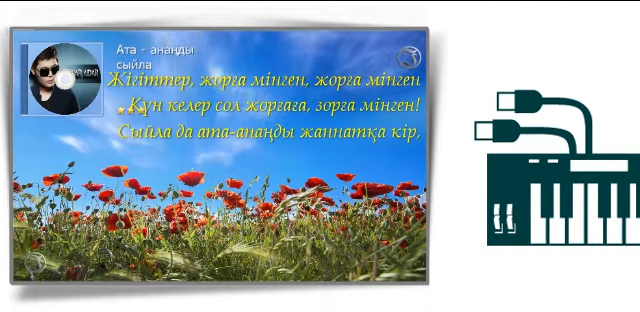 Ата - ананды
сыйла
Жігіттер, жорға мінген, жорға мінген
Күн келер сол жорғаға, зорға мінген!
Сыйла да ата-анаңды жаннатқа кір,